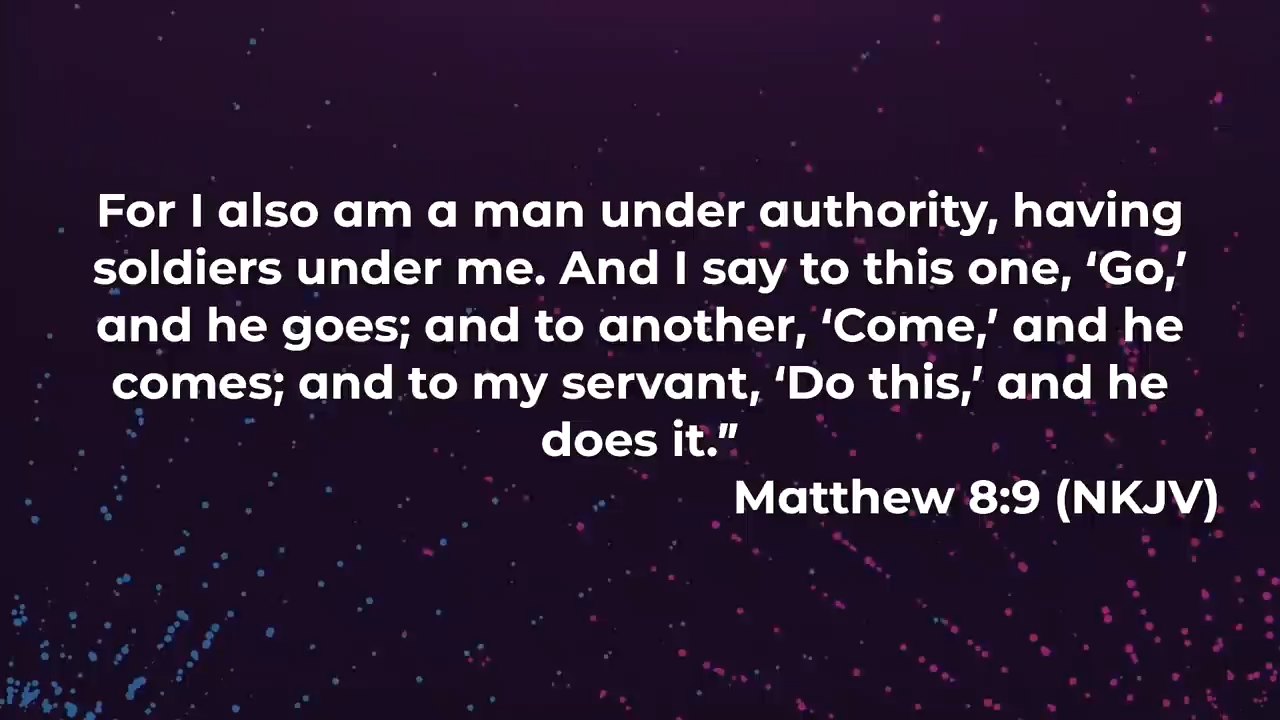 For I also am a man under authority, having
soldiers under me. And I say to this one, ‘Go,’
and he goes; and to another, ‘Come,’ and he
comes; and to my servant, ‘Do this,’ and he
does it.”
Matthew 8:9 (NKJV)